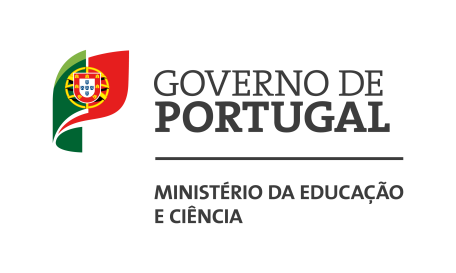 GOVERNO DE
PORTUGAL
MINISTÉRIO DA EDUCAÇÃO
E CIÊNCIA